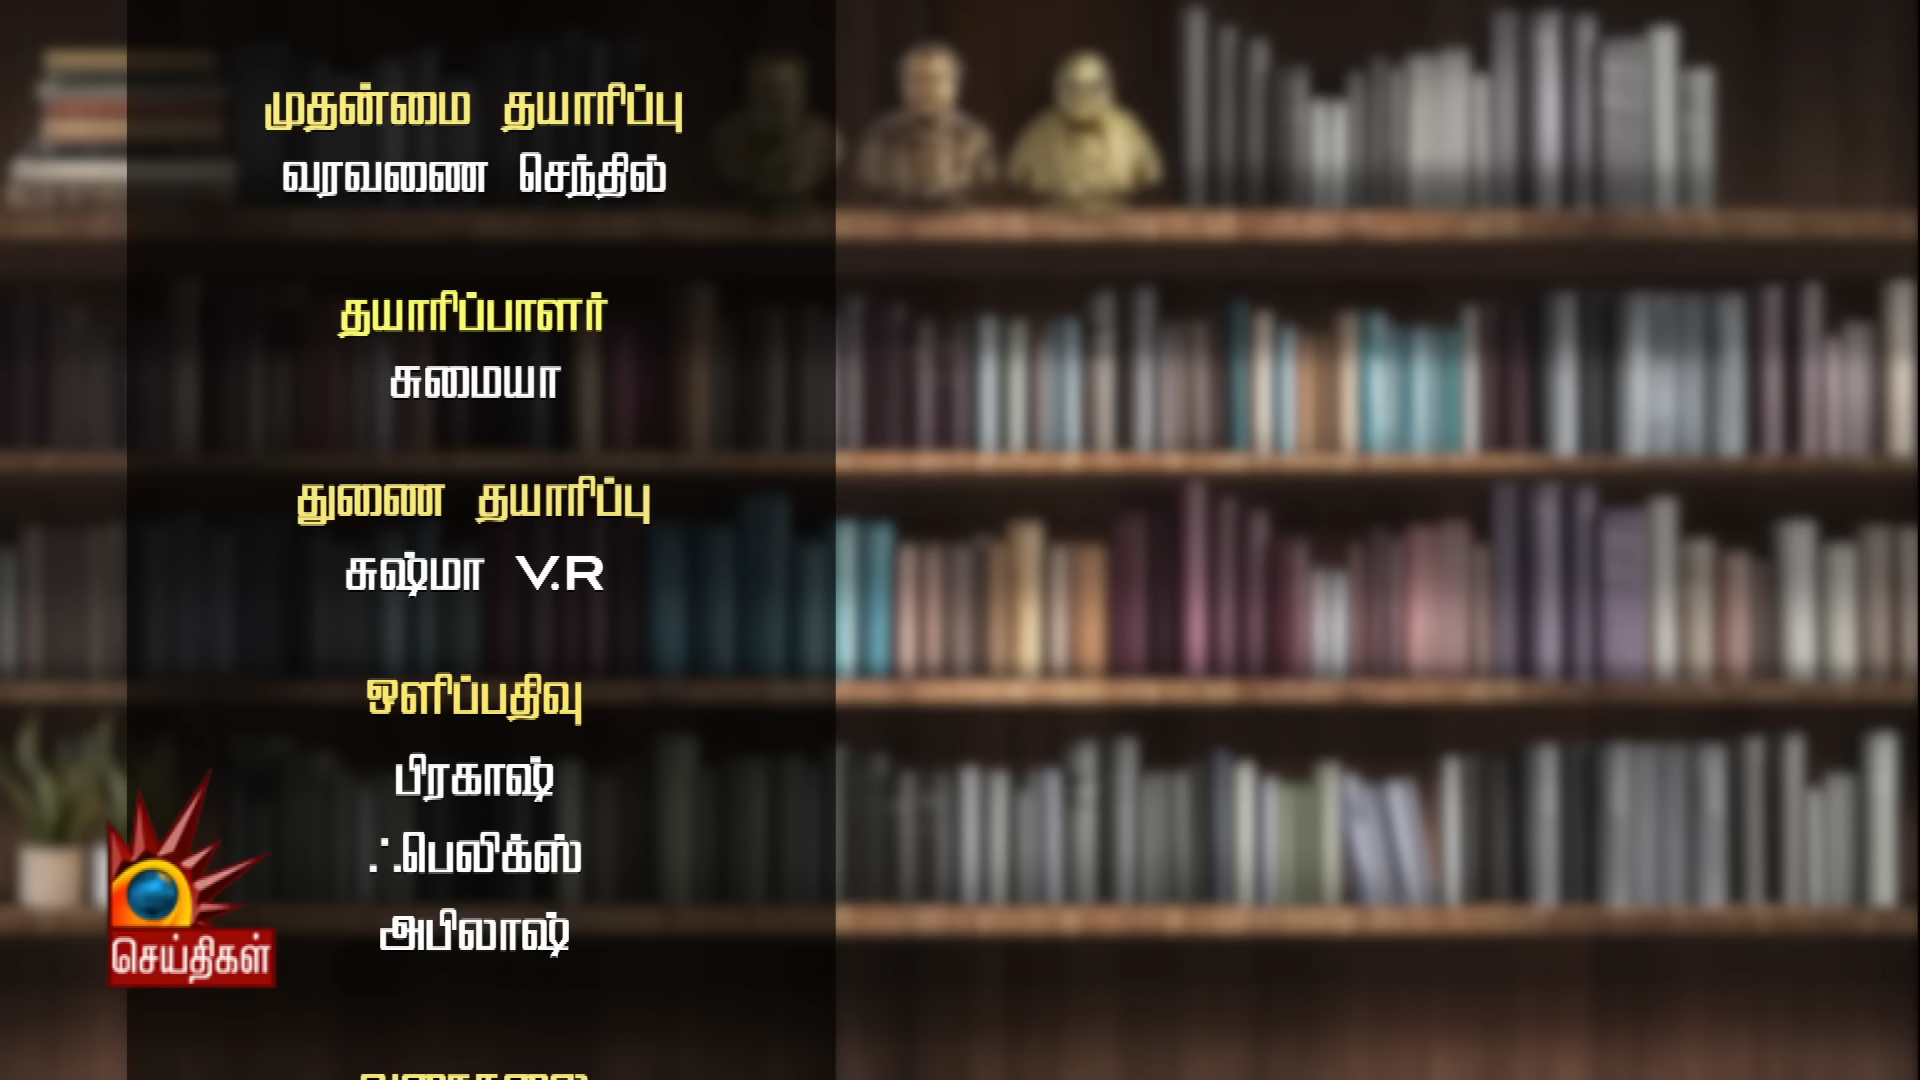 முதன்மை தயாரிப்பு
வரவணை செந்தில்
தயாரிப்பாளர்
சுமையா
துணை தயாரிப்பு
சுஷ்மா V.R
ஒளிப்பதிவு
பிரகாஷ்
ஃபெலிக்ஸ்
அபிலாஷ்
செய்திகள்